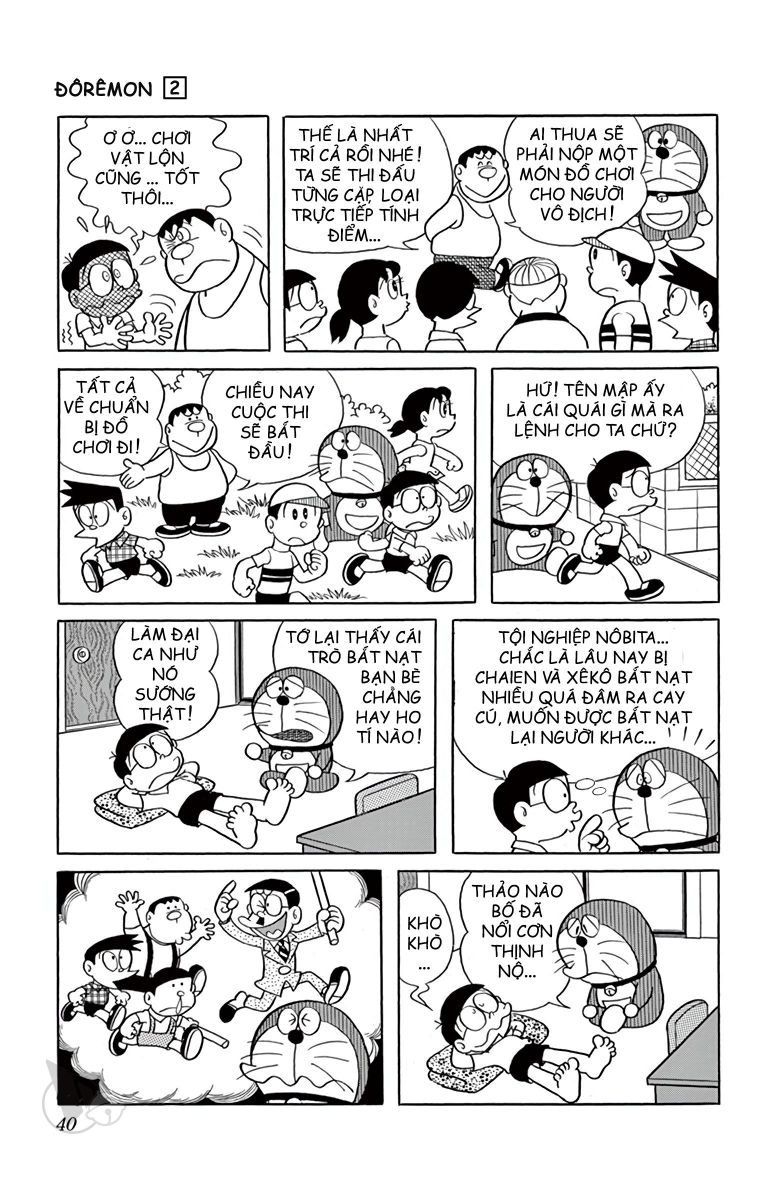 ĐÔRÊMON 2
Ơ Ơ... CHƠI
VẬT LỘN
CŨNG ... TỐT
THÔI...
THẾ LÀ NHẤT
TRÍ CẢ RỒI NHÉ!
TA SẼ THI ĐẤU
TỪNG CẶP, LOẠI
TRỰC TIẾP TÍNH
ĐIỂM...
AI THUA SẼ
PHẢI NỘP MỘT
MÓN ĐỒ CHƠI
CHO NGƯỜI
VÔ ĐỊCH!
TẤT CẢ
VỀ CHUẨN
BỊ ĐỒ
CHƠI ĐI!
CHIỀU NAY
CUỘC THI
SẼ BẮT
ĐẦU!
HỨ! TÊN MẬP ẤY
LÀ CÁI QUÁI GÌ MÀ RA
LỆNH CHO TA CHỨ?
LÀM ĐẠI
CA NHƯ
NÓ
SƯỚNG
THẬT!
TỚ LẠI THẤY CÁI
TRÒ BẮT NẠT
BẠN BÈ
CHẲNG
HAY HO
TÍ NÀO!
TỘI NGHIỆP NÔBITA...
CHẮC LÀ LÂU NAY BỊ
CHAIEN VÀ XÊKÔ BẮT NẠT
NHIỀU QUÁ ĐÂM RA CAY
CÚ, MUỐN ĐƯỢC BẮT NẠT
LẠI NGƯỜI KHÁC...
THẢO NÀO
BỐ ĐÃ
NỔI CƠN
THỊNH
NỘ...
KHÒ
KHÒ
...
40